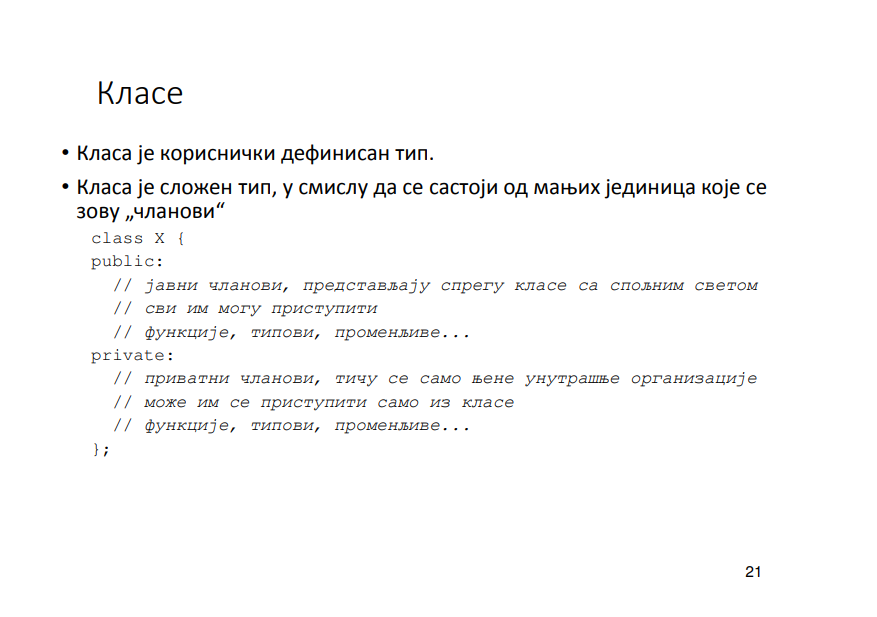 Класе
• Класа је кориснички дефинисан тип.
• Класа је сложен тип, у смислу да се састоји од мањих јединица које се
зову „чланови“
class X {
public:
// јавни чланови, представљају спрегу класе са спољним светом
// сви им могу приступити
// функције, типови, променљиве...
private:
// приватни чланови, тичу се само њене унутрашње организације
// може им се приступити само из класе
// функције, типови, променљиве...
};
21